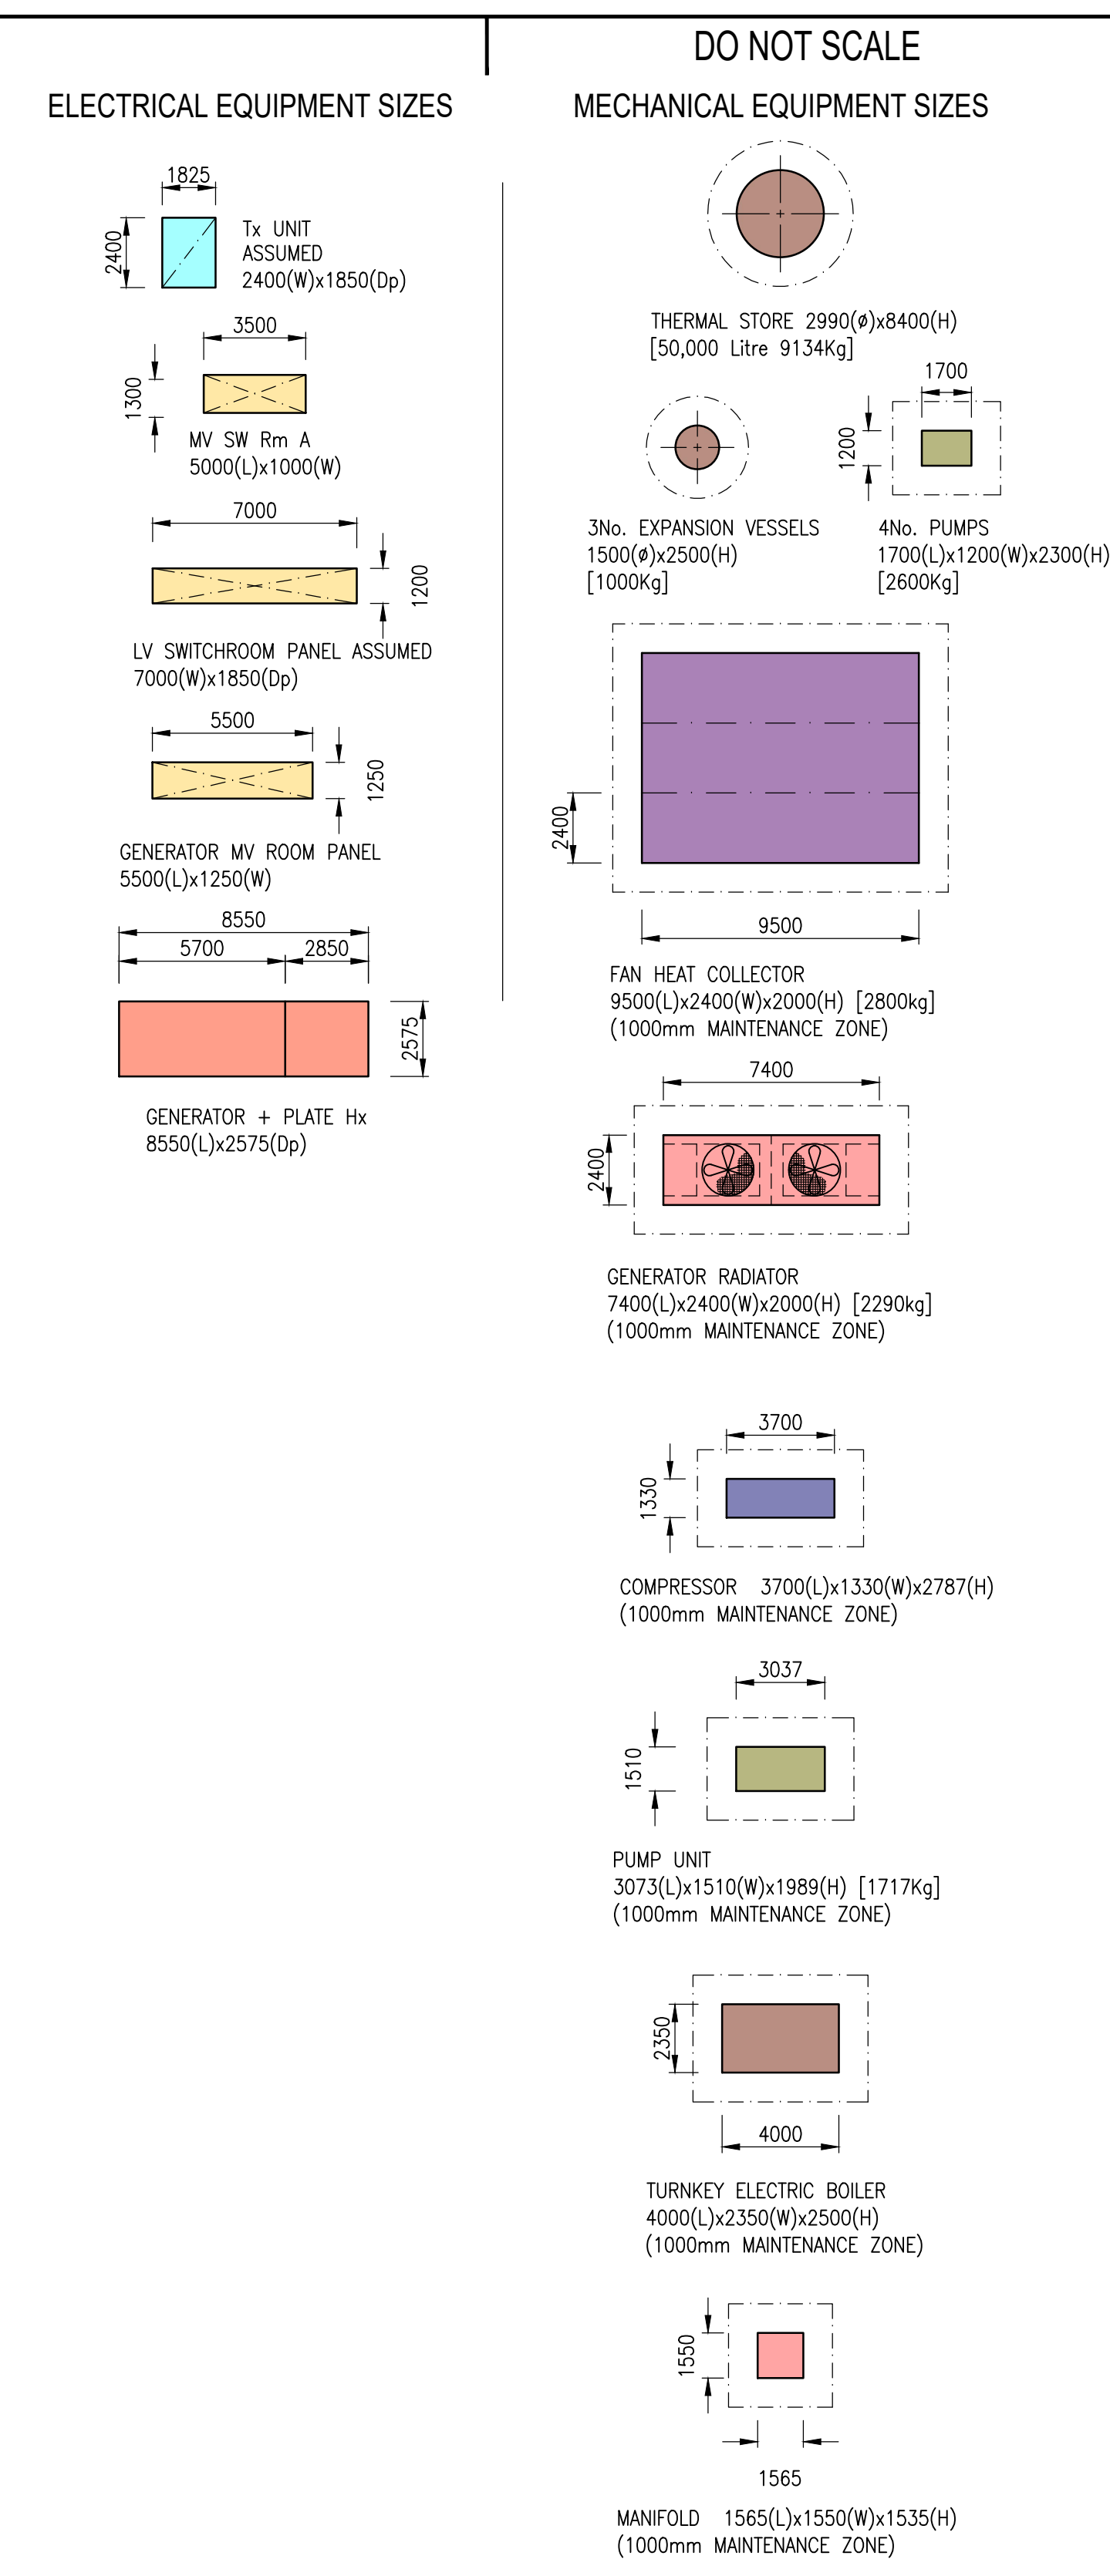 DO NOT SCALE
ELECTRICAL EQUIPMENT SIZES
1825
2400
Tx UNIT
ASSUMED
2400(W)x1850(Dp)
3500
1300
MV SW Rm A
5000(L)x1000(W)
7000
1200
LV SWITCHROOM PANEL ASSUMED
7000(W)x1850(Dp)
5500
1250
GENERATOR MV ROOM PANEL
5500(L)x1250(W)
8550
5700
2850
2575
GENERATOR + PLATE Hx
8550(L)x2575(Dp)
MECHANICAL EQUIPMENT SIZES
THERMAL STORE 2990(ø)x8400(H)
[50,000 Litre 9134Kg]
3No. EXPANSION VESSELS
1500(ø)x2500(H)
[1000Kg]
1700
1200
4No. PUMPS
1700(L)x1200(W)x2300(H)
[2600Kg]
2400
9500
FAN HEAT COLLECTOR
9500(L)x2400(W)x2000(H) [2800kg]
(1000mm MAINTENANCE ZONE)
7400
2400
GENERATOR RADIATOR
7400(L)x2400(W)x2000(H) [2290kg]
(1000mm MAINTENANCE ZONE)
3700
1330
COMPRESSOR 3700(L)x1330(W)x2787(H)
(1000mm MAINTENANCE ZONE)
3037
1510
PUMP UNIT
3073(L)x1510(W)x1989(H) [1717Kg]
(1000mm MAINTENANCE ZONE)
2350
4000
TURNKEY ELECTRIC BOILER
4000(L)x2350(W)x2500(H)
(1000mm MAINTENANCE ZONE)
1550
1565
MANIFOLD 1565(L)x1550(W)x1535(H)
(1000mm MAINTENANCE ZONE)